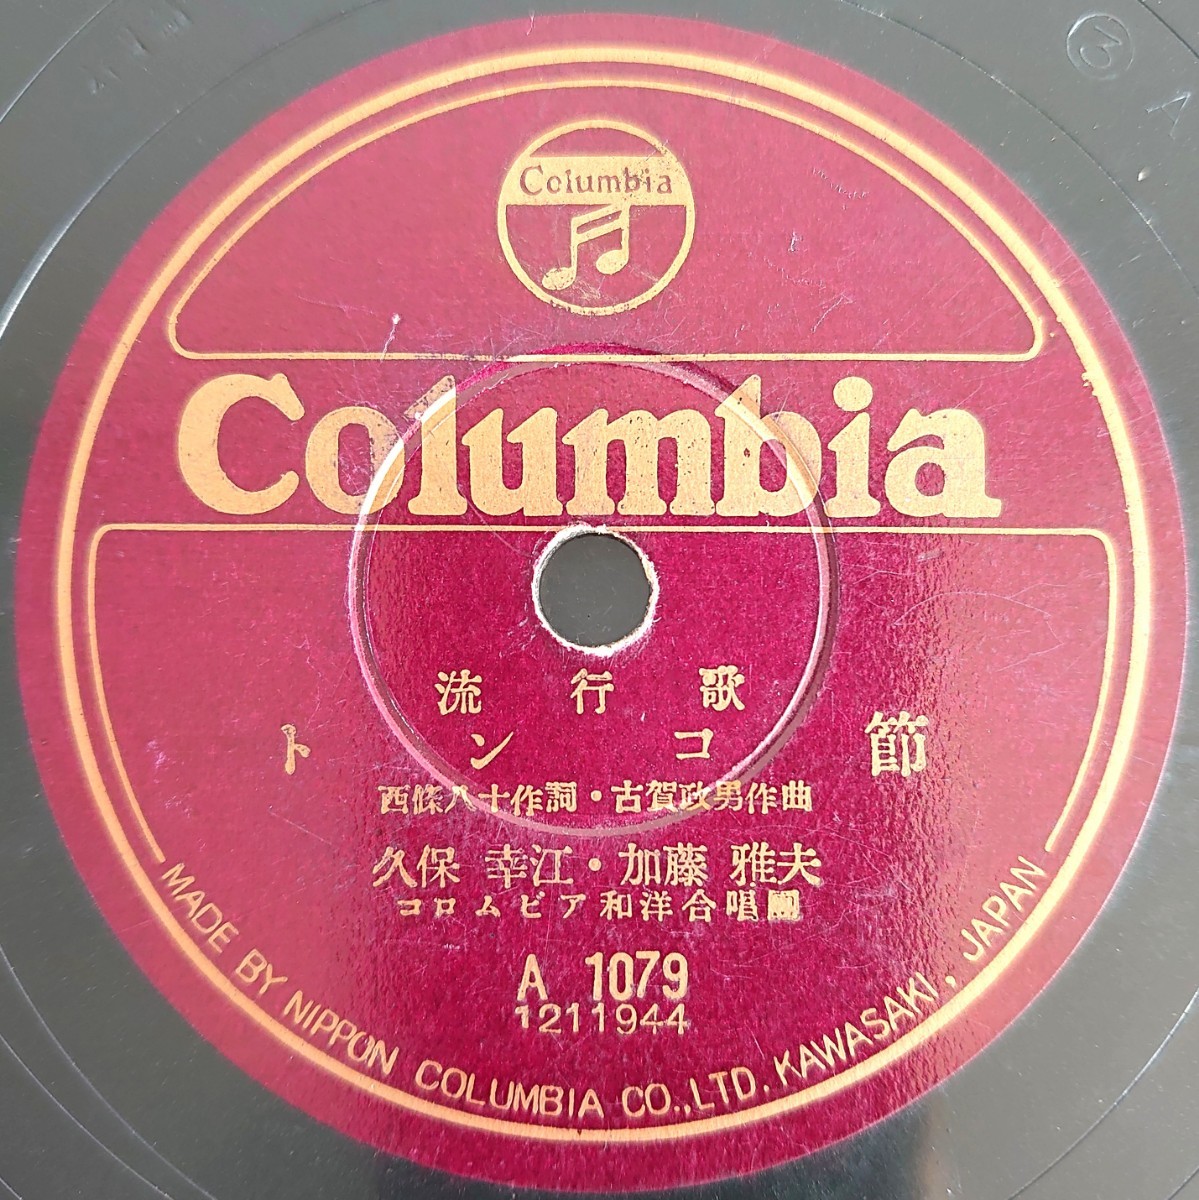 ③ A
Columbia
Columbia
流行歌
トンコ節
西條八十作詞・古賀政男作曲
久保 幸江・加藤 雅夫
コロムビア和洋合唱團
A 1079
1211944
MADE BY NIPPON COLUMBIA CO.,LTD. KAWASAKI, JAPAN